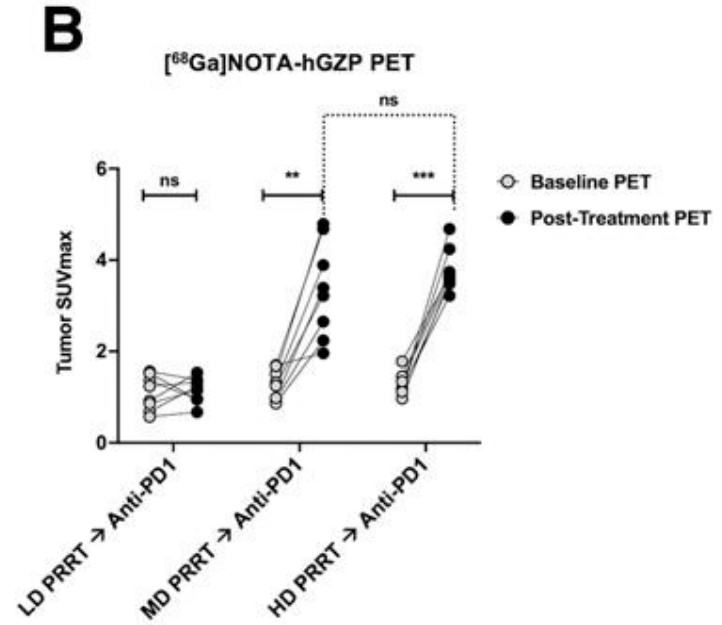 B
[⁶⁸Ga]NOTA-hGZP PET
ns
ns
**
***
6
4
2
0
Tumor SUVmax
Baseline PET
Post-Treatment PET
LD PRRT → Anti-PD1
MD PRRT → Anti-PD1
HD PRRT → Anti-PD1